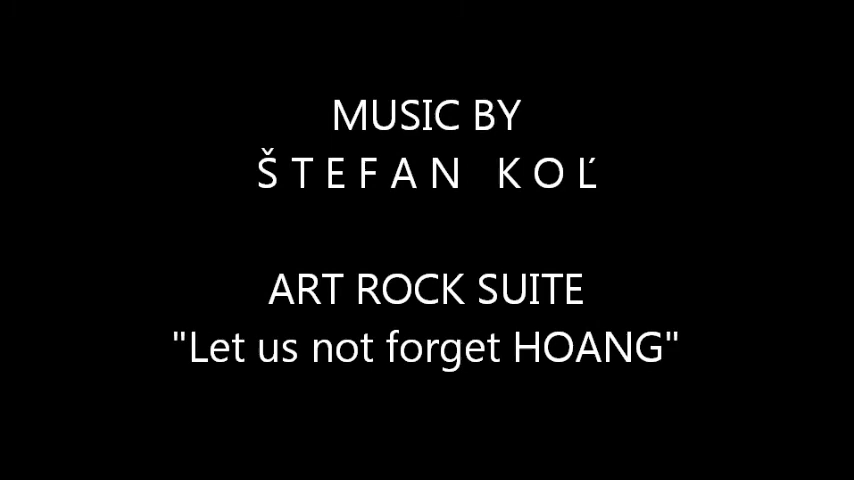 MUSIC BY
Š T E F A N  K O Ľ
ART ROCK SUITE
"Let us not forget HOANG"